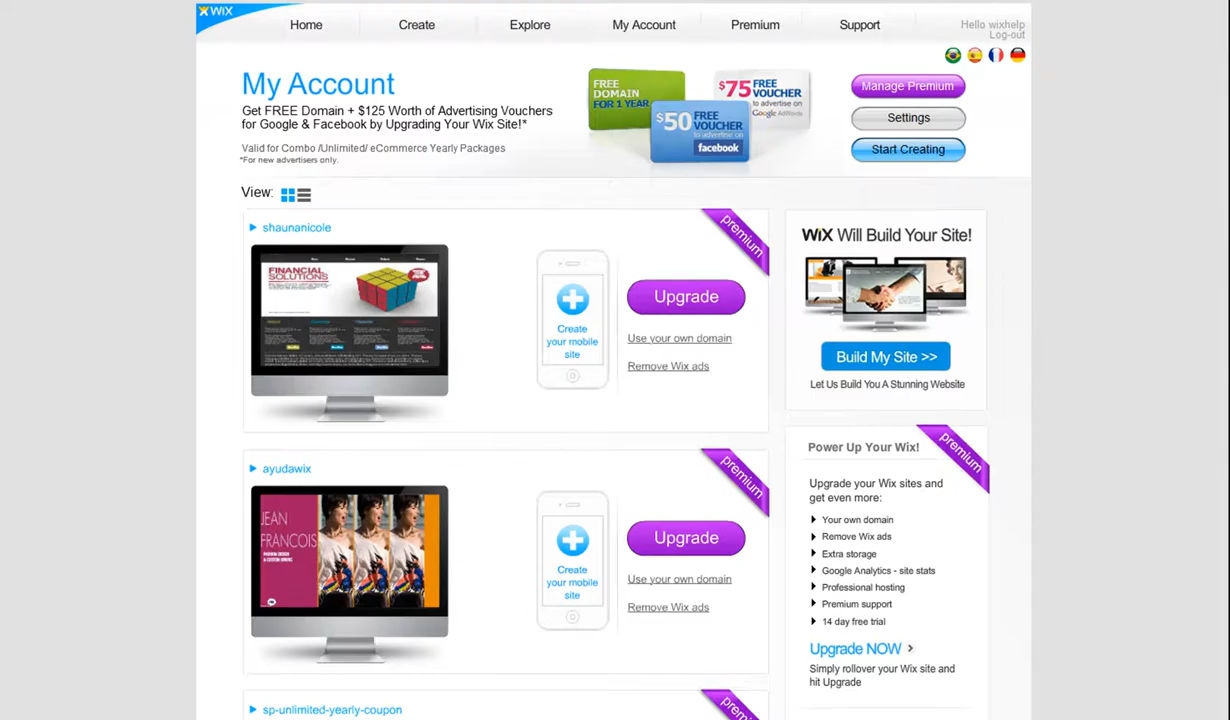 WiX
Home
Create
Explore
My Account
Premium
Support
Hello wixhelp
Log-out
My Account
Get FREE Domain + $125 Worth of Advertising Vouchers
for Google & Facebook by Upgrading Your Wix Site!*
Valid for Combo /Unlimited/ eCommerce Yearly Packages
*For new advertisers only.
FREE
DOMAIN
FOR 1 YEAR
$75 FREE
VOUCHER
to advertise on
Google AdWords
$50 FREE
VOUCHER
to advertise on
facebook
Manage Premium
Settings
Start Creating
View:
shaunanicole
premium
FINANCIAL
SOLUTIONS
Create
your mobile
site
Upgrade
Use your own domain
Remove Wix ads
WiX Will Build Your Site!
Build My Site >>
Let Us Build You A Stunning Website
ayudawix
premium
JEAN
FRANCOIS
Create
your mobile
site
Upgrade
Use your own domain
Remove Wix ads
Power Up Your Wix!
premium
Upgrade your Wix sites and
get even more:
Your own domain
Remove Wix ads
Extra storage
Google Analytics - site stats
Professional hosting
Premium support
14 day free trial
Upgrade NOW
Simply rollover your Wix site and
hit Upgrade
sp-unlimited-yearly-coupon